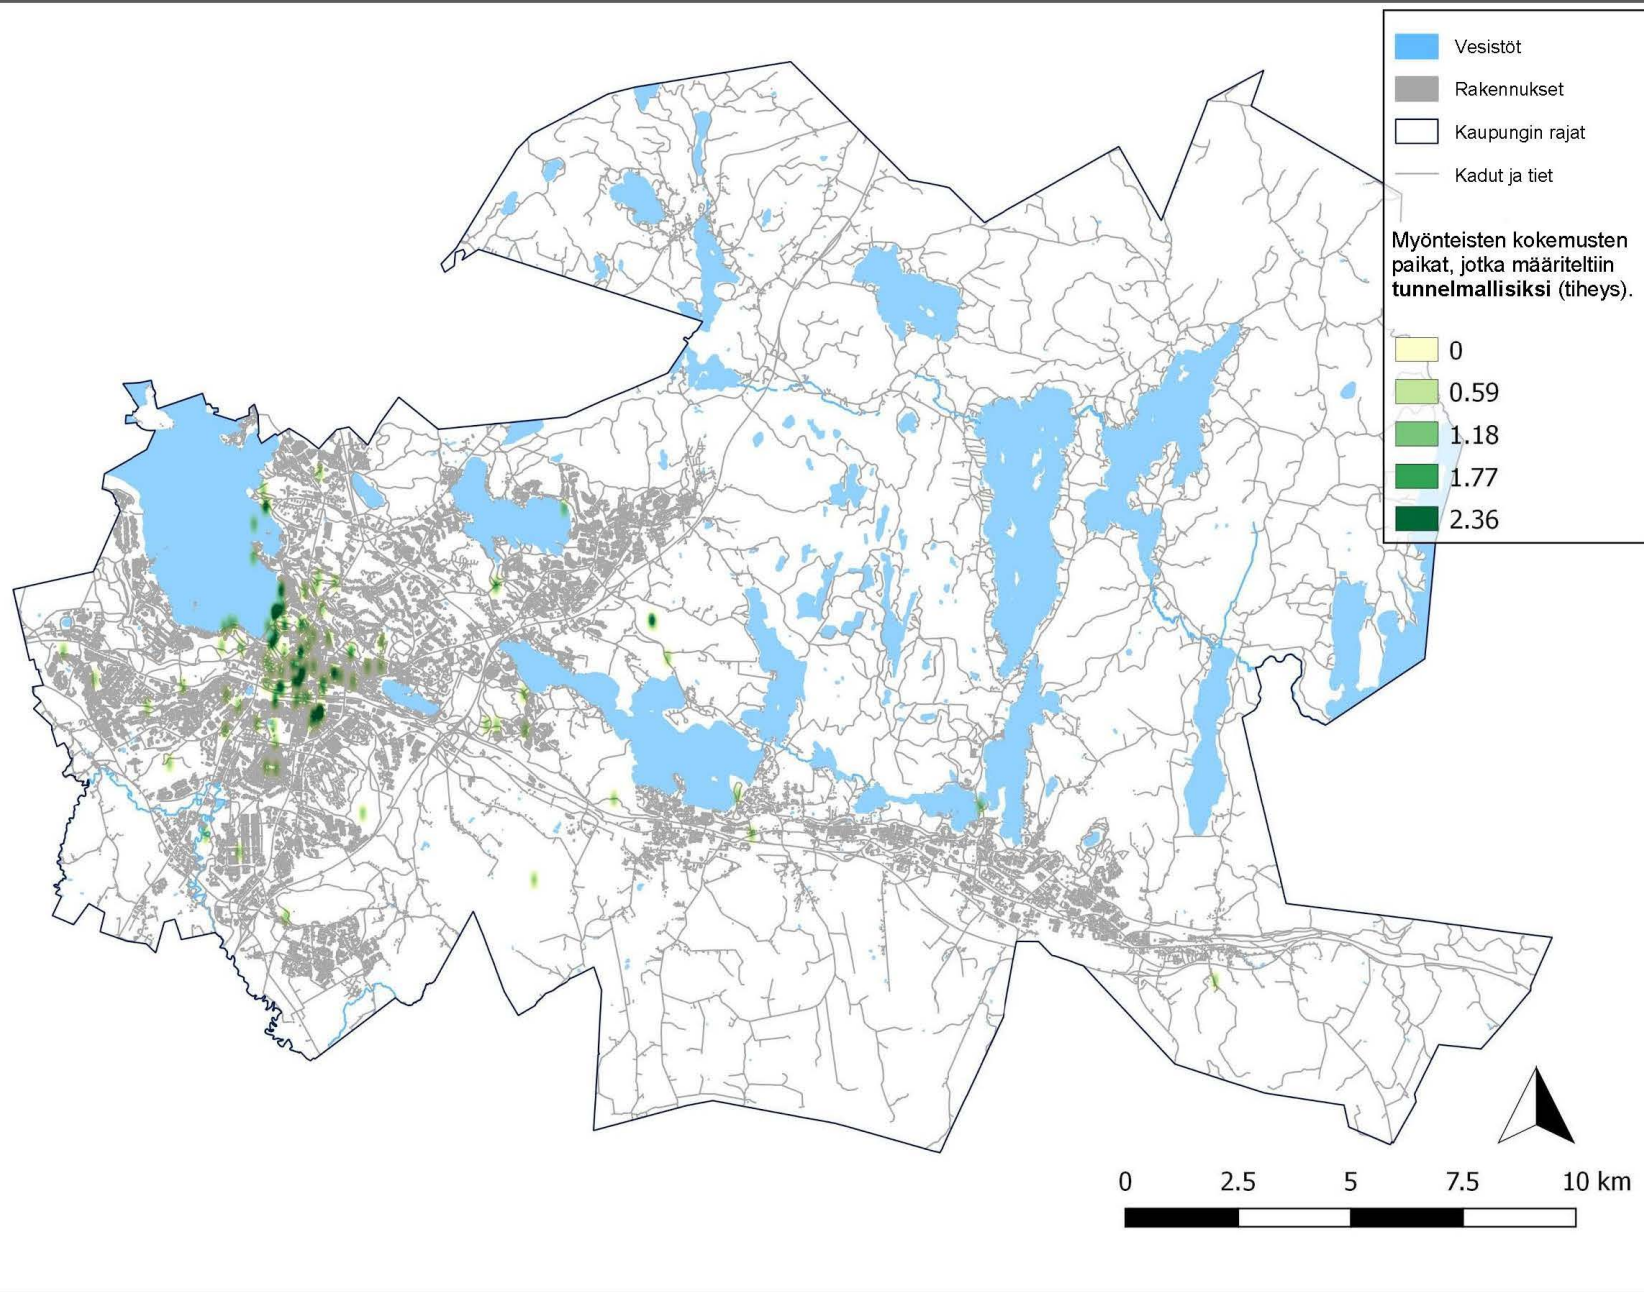 Vesistöt
Rakennukset
Kaupungin rajat
Kadut ja tiet
Myönteisten kokemusten
paikat, jotka määriteltiin
tunnelmallisiksi (tiheys).
0
0.59
1.18
1.77
2.36
0 2.5 5 7.5 10 km